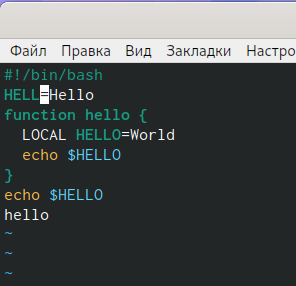 Файл Правка Вид Закладки Настро
#!/bin/bash
HELL=Hello
function hello {
  LOCAL HELLO=World
  echo $HELLO
}
echo $HELLO
hello
~
~
~